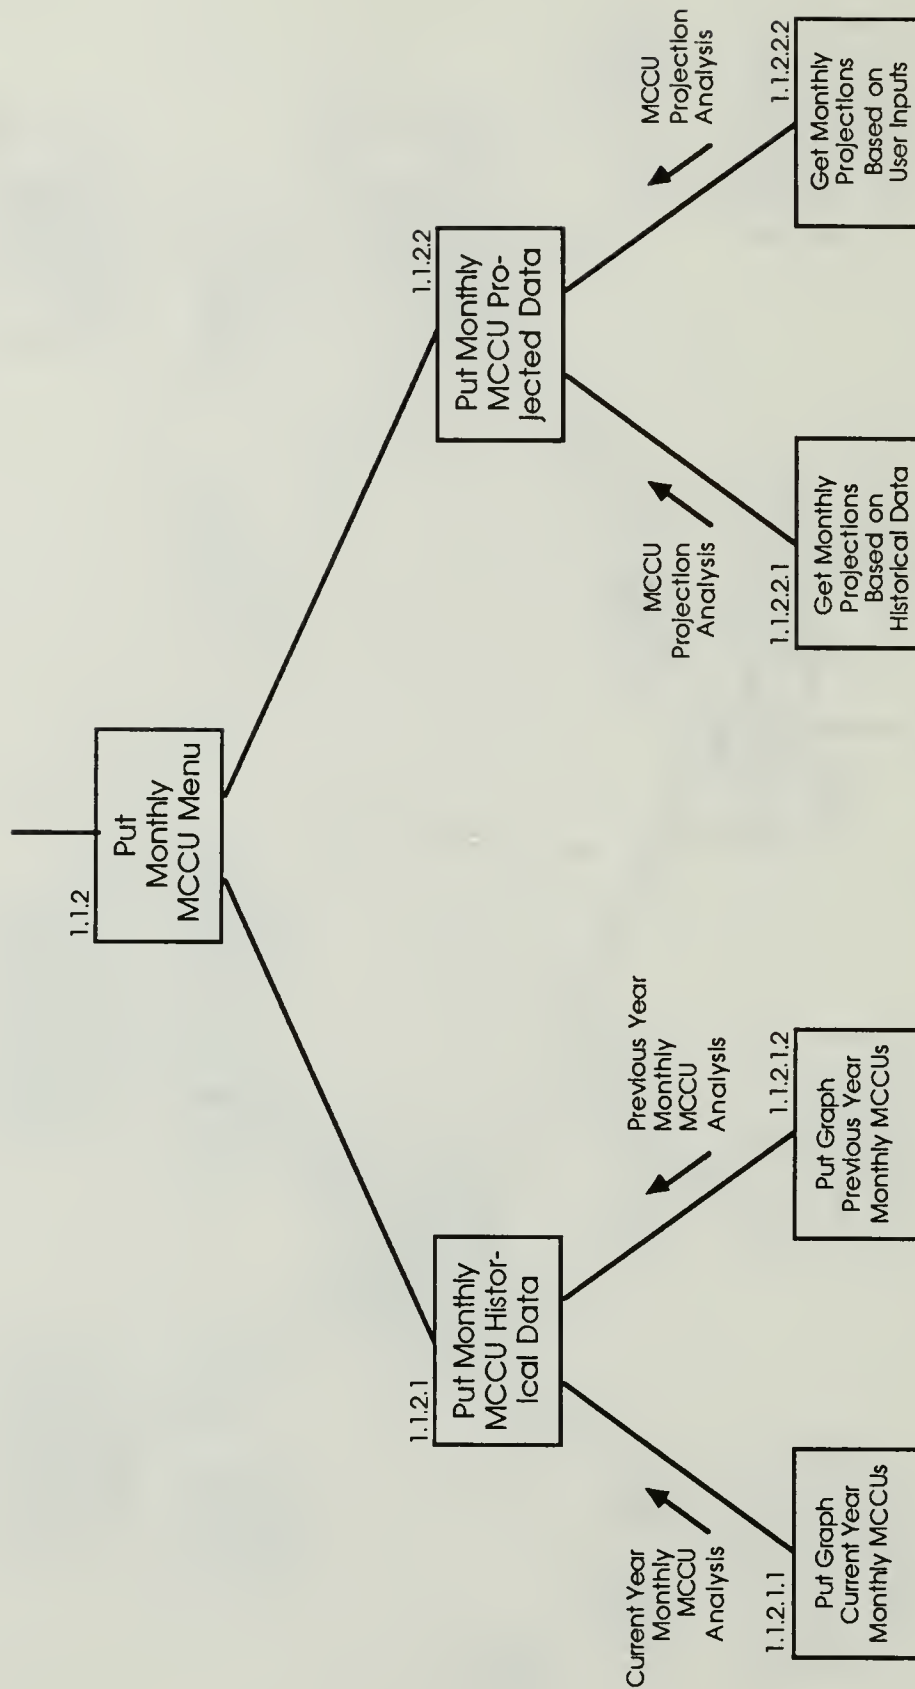 1.1.2
Put
Monthly
MCCU Menu
1.1.2.1
Put Monthly
MCCU Histor-
ical Data
1.1.2.2
Put Monthly
MCCU Pro-
jected Data
Current Year
Monthly
MCCU
Analysis
Previous Year
Monthly
MCCU
Analysis
MCCU
Projection
Analysis
MCCU
Projection
Analysis
1.1.2.1.1
Put Graph
Current Year
Monthly MCCUs
1.1.2.1.2
Put Graph
Previous Year
Monthly MCCUs
1.1.2.2.1
Get Monthly
Projections
Based on
Historical Data
1.1.2.2.2
Get Monthly
Projections
Based on
User Inputs